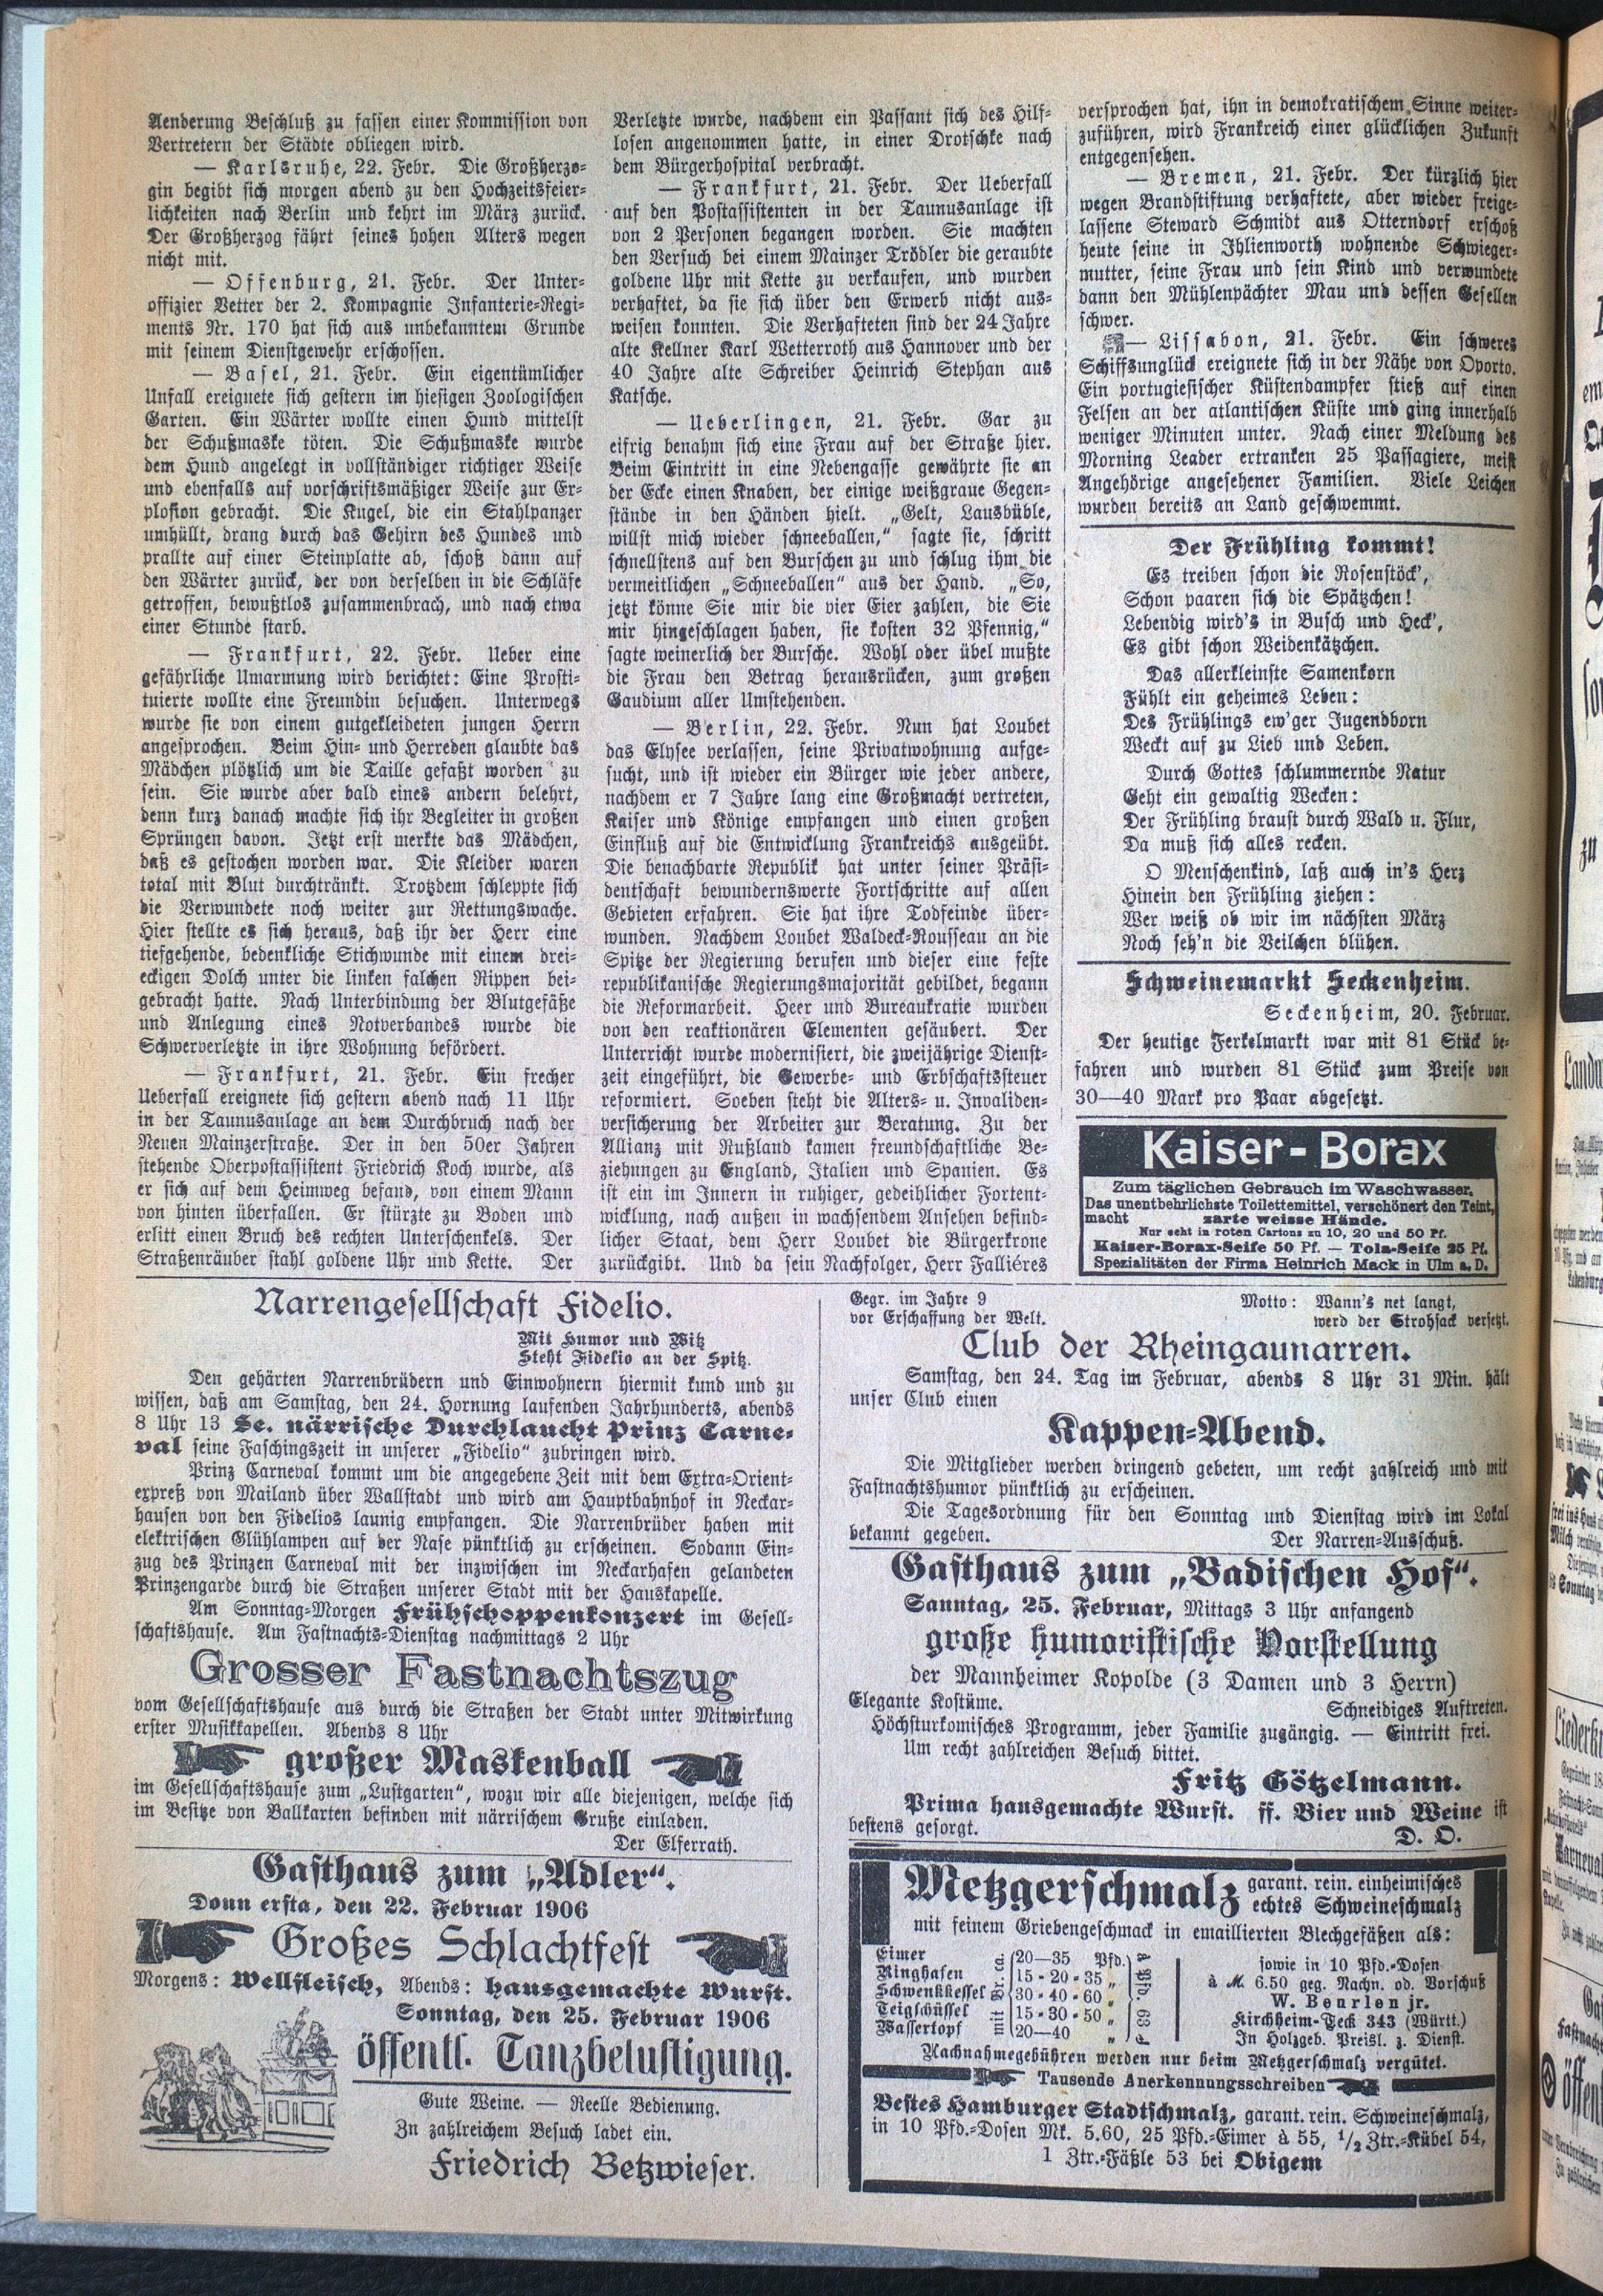 Aenderung Beschluß zu fassen einer Kommission von
Vertretern der Städte obliegen wird.
— Karlsruhe, 22. Febr. Die Großherzo-
gin begibt sich morgen abend zu den Hochzeitsfeier-
lichkeiten nach Berlin und kehrt im März zurück.
Der Großherzog fährt seines hohen Alters wegen
nicht mit.
— Offenburg, 21. Febr. Der Unter-
offizier Vetter der 2. Kompagnie Infanterie-Regi-
ments Nr. 170 hat sich aus unbekanntem Grunde
mit seinem Dienstgewehr erschossen.
— Basel, 21. Febr. Ein eigentümlicher
Unfall ereignete sich gestern im hiesigen Zoologischen
Garten. Ein Wärter wollte einen Hund mittelst
der Schußmaske töten. Die Schußmaske wurde
dem Hund angelegt in vollständiger richtiger Weise
und ebenfalls auf vorschriftsmäßiger Weise zur Er-
plosion gebracht. Die Kugel, die ein Stahlpanzer
umhüllt, drang durch das Gehirn des Hundes und
prallte auf einer Steinplatte ab, schoß dann auf
den Wärter zurück, der von derselben in die Schläfe
getroffen, bewußtlos zusammenbrach, und nach etwa
einer Stunde starb.
— Frankfurt, 22. Febr. Ueber eine
gefährliche Umarmung wird berichtet: Eine Prosti-
tuierte wollte eine Freundin besuchen. Unterwegs
wurde sie von einem gutgekleideten jungen Herrn
angesprochen. Beim Hin- und Herreden glaubte das
Mädchen plötzlich um die Taille gefaßt worden zu
sein. Sie wurde aber bald eines andern belehrt,
denn kurz danach machte sich ihr Begleiter in großen
Sprüngen davon. Jetzt erst merkte das Mädchen,
daß es gestochen worden war. Die Kleider waren
total mit Blut durchtränkt. Trotzdem schleppte sich
die Verwundete noch weiter zur Rettungswache.
Hier stellte es sich heraus, daß ihr der Herr eine
tiefgehende, bedenkliche Stichwunde mit einem drei-
eckigen Dolch unter die linken falschen Rippen bei-
gebracht hatte. Nach Unterbindung der Blutgefäße
und Anlegung eines Notverbandes wurde die
Schwerverletzte in ihre Wohnung befördert.
— Frankfurt, 21. Febr. Ein frecher
Ueberfall ereignete sich gestern abend nach 11 Uhr
in der Taunusanlage an dem Durchbruch nach der
Neuen Mainzerstraße. Der in den 50er Jahren
stehende Oberpostassistent Friedrich Koch wurde, als
er sich auf dem Heimweg befand, von einem Mann
von hinten überfallen. Er stürzte zu Boden und
erlitt einen Bruch des rechten Unterschenkels. Der
Straßenräuber stahl goldene Uhr und Kette. Der
Verletzte wurde, nachdem ein Passant sich des Hilf-
losen angenommen hatte, in einer Drotschke nach
dem Bürgerhospital verbracht.
— Frankfurt, 21. Febr. Der Ueberfall
auf den Postassistenten in der Taunusanlage ist
von 2 Personen begangen worden. Sie machten
den Versuch bei einem Mainzer Trödler die geraubte
goldene Uhr mit Kette zu verkaufen, und wurden
verhaftet, da sie sich über den Erwerb nicht aus-
weisen konnten. Die Verhafteten sind der 24 Jahre
alte Kellner Karl Wetterroth aus Hannover und der
40 Jahre alte Schreiber Heinrich Stephan aus
Katsche.
— Ueberlingen, 21. Febr. Gar zu
eifrig benahm sich eine Frau auf der Straße hier.
Beim Eintritt in eine Nebengasse gewährte sie an
der Ecke einen Knaben, der einige weißgraue Gegen-
stände in den Händen hielt. „Gelt, Lausbüble,
willst mich wieder schneeballen,“ sagte sie, schritt
schnellstens auf den Burschen zu und schlug ihm die
vermeitlichen „Schneeballen“ aus der Hand. „So,
jetzt könne Sie mir die vier Eier zahlen, die Sie
mir hingeschlagen haben, sie kosten 32 Pfennig,“
sagte weinerlich der Bursche. Wohl oder übel mußte
die Frau den Betrag herausrücken, zum großen
Gaudium aller Umstehenden.
— Berlin, 22. Febr. Nun hat Loubet
das Elysee verlassen, seine Privatwohnung aufge-
sucht, und ist wieder ein Bürger wie jeder andere,
nachdem er 7 Jahre lang eine Großmacht vertreten,
Kaiser und Könige empfangen und einen großen
Einfluß auf die Entwicklung Frankreichs ausgeübt.
Die benachbarte Republik hat unter seiner Präsi-
dentschaft bewundernswerte Fortschritte auf allen
Gebieten erfahren. Sie hat ihre Todfeinde über-
wunden. Nachdem Loubet Waldeck-Rousseau an die
Spitze der Regierung berufen und dieser eine feste
republikanische Regierungsmajorität gebildet, begann
die Reformarbeit. Heer und Bureaukratie wurden
von den reaktionären Elementen gesäubert. Der
Unterricht wurde modernisiert, die zweijährige Dienst-
zeit eingeführt, die Gewerbe- und Erbschaftssteuer
reformiert. Soeben steht die Alters- u. Invaliden-
versicherung der Arbeiter zur Beratung. Zu der
Allianz mit Rußland kamen freundschaftliche Be-
ziehungen zu England, Italien und Spanien. Es
ist ein im Innern in ruhiger, gedeihlicher Fortent-
wicklung, nach außen in wachsendem Ansehen befind-
licher Staat, dem Herr Loubet die Bürgerkrone
zurückgibt. Und da sein Nachfolger, Herr Falliéres
versprochen hat, ihn in demokratischem Sinne weiter-
zuführen, wird Frankreich einer glücklichen Zukunft
entgegensehen.
— Bremen, 21. Febr. Der kürzlich hier
wegen Brandstiftung verhaftete, aber wieder freige-
lassene Steward Schmidt aus Otterndorf erschoß
heute seine in Ihlienworth wohnende Schwieger-
mutter, seine Frau und sein Kind und verwundete
dann den Mühlenpächter Mau und dessen Gesellen
schwer.
— Lissabon, 21. Febr. Ein schweres
Schiffsunglück ereignete sich in der Nähe von Oporto.
Ein portugiesischer Küstendampfer stieß auf einen
Felsen an der atlantischen Küste und ging innerhalb
weniger Minuten unter. Nach einer Meldung des
Morning Leader ertranken 25 Passagiere, meist
Angehörige angesehener Familien. Viele Leichen
wurden bereits an Land geschwemmt.
Der Frühling kommt!
Es treiben schon die Rosenstöck’,
Schon paaren sich die Spätzchen!
Lebendig wird’s in Busch und Heck’,
Es gibt schon Weidenkätzchen.
Das allerkleinste Samenkorn
Fühlt ein geheimes Leben:
Des Frühlings ew’ger Jugendborn
Weckt auf zu Lieb und Leben.
Durch Gottes schlummernde Natur
Geht ein gewaltig Wecken:
Der Frühling braust durch Wald u. Flur,
Da muß sich alles recken.
O Menschenkind, laß auch in’s Herz
Hinein den Frühling ziehen:
Wer weiß ob wir im nächsten März
Noch seh’n die Veilchen blühen.
Schweinemarkt Seckenheim.
Seckenheim, 20. Februar.
Der heutige Ferkelmarkt war mit 81 Stück be-
fahren und wurden 81 Stück zum Preise von
30—40 Mark pro Paar abgesetzt.
Kaiser-Borax
Zum täglichen Gebrauch im Waschwasser.
Das unentbehrlichste Toilettemittel, verschönert den Teint,
macht zarte weisse Hände.
Nur echt in roten Cartons zu 10, 20 und 50 Pf.
Kaiser-Borax-Seife 50 Pf. — Tola-Seife 25 Pf.
Spezialitäten der Firma Heinrich Mack in Ulm a. D.
Narrengesellschaft Fidelio.
Mit Humor und Witz
Steht Fidelio an der Spitz.
Den gehärten Narrenbrüdern und Einwohnern hiermit kund und zu
wissen, daß am Samstag, den 24. Hornung laufenden Jahrhunderts, abends
8 Uhr 13 Se. närrische Durchlaucht Prinz Carne-
val seine Faschingszeit in unserer „Fidelio“ zubringen wird.
Prinz Carneval kommt um die angegebene Zeit mit dem Extra-Orient-
expreß von Mailand über Wallstadt und wird am Hauptbahnhof in Neckar-
hausen von den Fidelios launig empfangen. Die Narrenbrüder haben mit
elektrischen Glühlampen auf der Nase pünktlich zu erscheinen. Sodann Ein-
zug des Prinzen Carneval mit der inzwischen im Neckarhafen gelandeten
Prinzengarde durch die Straßen unserer Stadt mit der Hauskapelle.
Am Sonntag-Morgen Frühschoppenkonzert im Gesell-
schaftshause. Am Fastnachts-Dienstag nachmittags 2 Uhr
Grosser Fastnachtszug
vom Gesellschaftshause aus durch die Straßen der Stadt unter Mitwirkung
erster Musikkapellen. Abends 8 Uhr
großer Maskenball
im Gesellschaftshause zum „Lustgarten“, wozu wir alle diejenigen, welche sich
im Besitze von Ballkarten befinden mit närrischem Gruße einladen.
Der Elferrath.
Gasthaus zum „Adler“.
Donn ersta, den 22. Februar 1906
Großes Schlachtfest
Morgens: Wellfleisch, Abends: hausgemachte Wurst.
Sonntag, den 25. Februar 1906
öffentl. Tanzbelustigung.
Gute Weine. — Reelle Bedienung.
Zn zahlreichem Besuch ladet ein.
Friedrich Betzwieser.
Gegr. im Jahre 9
vor Erschaffung der Welt.
Motto: Wann’s net langt,
werd der Strohsack versetzt.
Club der Rheingaunarren.
Samstag, den 24. Tag im Februar, abends 8 Uhr 31 Min. hält
unser Club einen
Kappen-Abend.
Die Mitglieder werden dringend gebeten, um recht zahlreich und mit
Fastnachtshumor pünktlich zu erscheinen.
Die Tagesordnung für den Sonntag und Dienstag wird im Lokal
bekannt gegeben. Der Narren-Ausschuß.
Gasthaus zum „Badischen Hof“.
Sanntag, 25. Februar, Mittags 3 Uhr anfangend
große humoristische Vorstellung
der Mannheimer Kopolde (3 Damen und 3 Herrn)
Elegante Kostüme. Schneidiges Auftreten.
Höchsturkomisches Programm, jeder Familie zugängig. — Eintritt frei.
Um recht zahlreichen Besuch bittet.
Fritz Götzelmann.
Prima hausgemachte Wurst. ff. Bier und Weine ist
bestens gesorgt. D. O.
Metzgerschmalz garant. rein. einheimisches
echtes Schweineschmalz
mit feinem Griebengeschmack in emaillierten Blechgefäßen als:
Eimer 20—35 Pfd.
Ringhafen 15-20-35 „
Schwenkkessel 30-40-60 „
Teigschüssel 15-30-50 „
Wassertopf 20—40 „
sowie in 10 Pfd.-Dosen
à M. 6.50 geg. Nachn. od. Vorschuß
W. Beurlen jr.
Kirchheim-Teck 343 (Württ.)
In Holzgeb. Preisl. z. Dienst.
Nachnahmegebühren werden nur beim Metzgerschmalz vergütet.
Tausende Anerkennungsschreiben
Bestes Hamburger Stadtschmalz, garant. rein. Schweineschmalz,
in 10 Pfd.-Dosen Mk. 5.60, 25 Pfd.-Eimer à 55, 1/2 Ztr.-Kübel 54,
1 Ztr.-Fäßle 53 bei Obigem